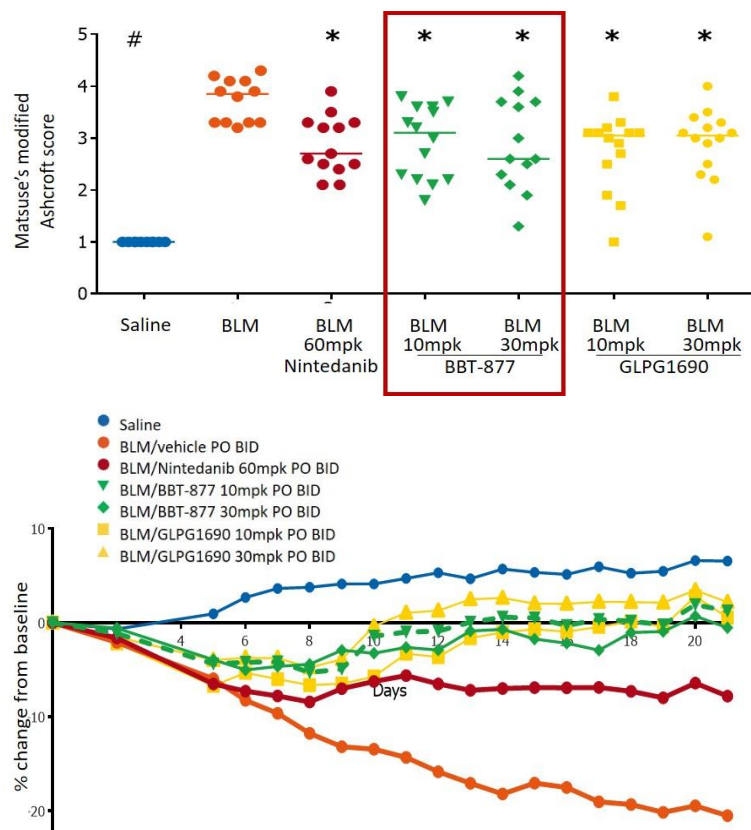 Matsuse's modified
Ashcroft score
5
4
3
2
1
0
#
*
*
*
*
*
Saline
BLM
BLM
60mpk
Nintedanib
BLM
10mpk
BLM
30mpk
BBT-877
BLM
10mpk
BLM
30mpk
GLPG1690
Saline
BLM/vehicle PO BID
BLM/Nintedanib 60mpk PO BID
BLM/BBT-877 10mpk PO BID
BLM/BBT-877 30mpk PO BID
BLM/GLPG1690 10mpk PO BID
BLM/GLPG1690 30mpk PO BID
% change from baseline
10
0
-10
-20
4
6
8
10
12
14
16
18
20
Days